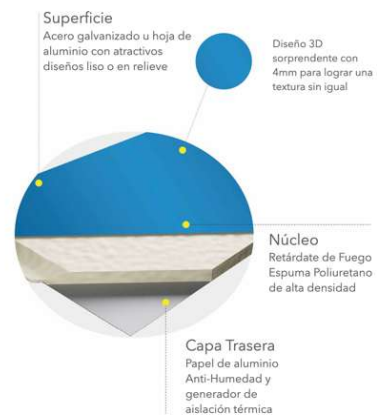 Superficie
Acero galvanizado u hoja de
aluminio con atractivos
diseños liso o en relieve
Diseño 3D
sorprendente con
4mm para lograr una
textura sin igual
Núcleo
Retárdate de Fuego
Espuma Poliuretano
de alta densidad
Capa Trasera
Papel de aluminio
Anti-Humedad y
generador de
aislación térmica